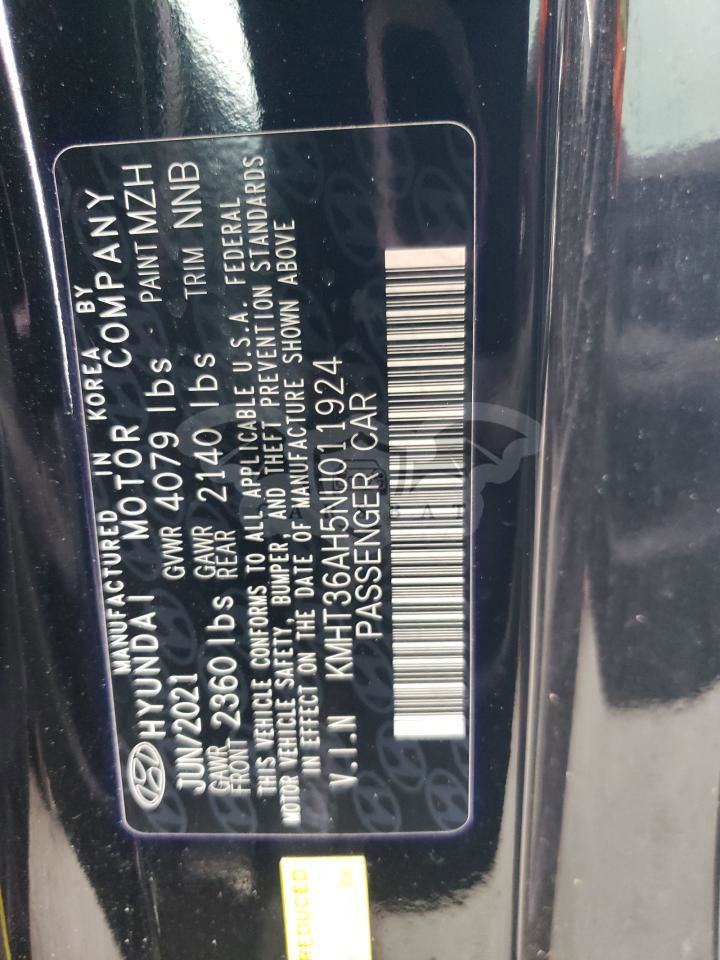 MANUFACTURED IN KOREA BY
HYUNDAI MOTOR COMPANY
JUN/2021 GVWR 4079 lbs PAINT MZH
GAWR FRONT 2360 lbs GAWR REAR 2140 lbs TRIM NNB
THIS VEHICLE CONFORMS TO ALL APPLICABLE U.S.A. FEDERAL
MOTOR VEHICLE SAFETY, BUMPER, AND THEFT PREVENTION STANDARDS
IN EFFECT ON THE DATE OF MANUFACTURE SHOWN ABOVE
V.I.N KMHT36AH5NU011924
PASSENGER CAR
REDUCED